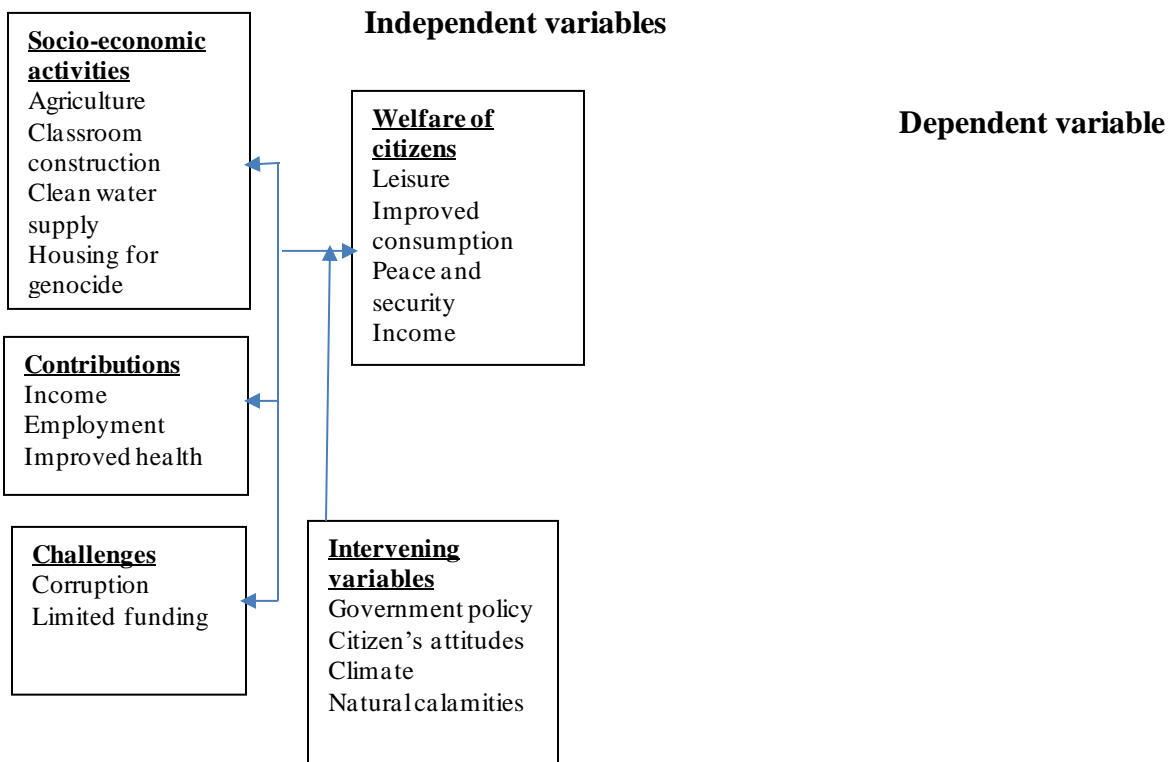 Independent variables
Dependent variable
Socio-economic
activities
Agriculture
Classroom
construction
Clean water
supply
Housing for
genocide
Welfare of
citizens
Leisure
Improved
consumption
Peace and
security
Income
Contributions
Income
Employment
Improved health
Challenges
Corruption
Limited funding
Intervening
variables
Government policy
Citizen’s attitudes
Climate
Natural calamities